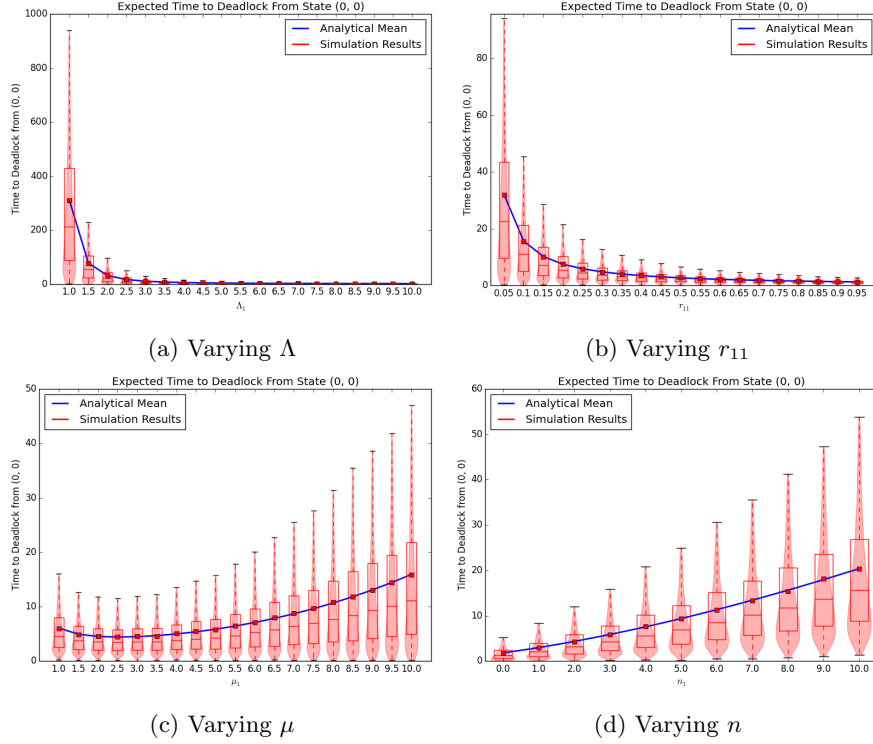 Expected Time to Deadlock From State (0, 0)
Analytical Mean
Simulation Results
Time to Deadlock from (0, 0)
1000
800
600
400
200
0
1.0 1.5 2.0 2.5 3.0 3.5 4.0 4.5 5.0 5.5 6.0 6.5 7.0 7.5 8.0 8.5 9.0 9.5 10.0
Λ₁
(a) Varying Λ
Expected Time to Deadlock From State (0, 0)
Analytical Mean
Simulation Results
Time to Deadlock from (0, 0)
80
60
40
20
0
0.05 0.1 0.15 0.2 0.25 0.3 0.35 0.4 0.45 0.5 0.55 0.6 0.65 0.7 0.75 0.8 0.85 0.9 0.95
r₁₁
(b) Varying r₁₁
Expected Time to Deadlock From State (0, 0)
Analytical Mean
Simulation Results
Time to Deadlock from (0, 0)
50
40
30
20
10
0
1.0 1.5 2.0 2.5 3.0 3.5 4.0 4.5 5.0 5.5 6.0 6.5 7.0 7.5 8.0 8.5 9.0 9.5 10.0
μ₁
(c) Varying μ
Expected Time to Deadlock From State (0, 0)
Analytical Mean
Simulation Results
Time to Deadlock from (0, 0)
60
50
40
30
20
10
0
0.0 1.0 2.0 3.0 4.0 5.0 6.0 7.0 8.0 9.0 10.0
n₁
(d) Varying n